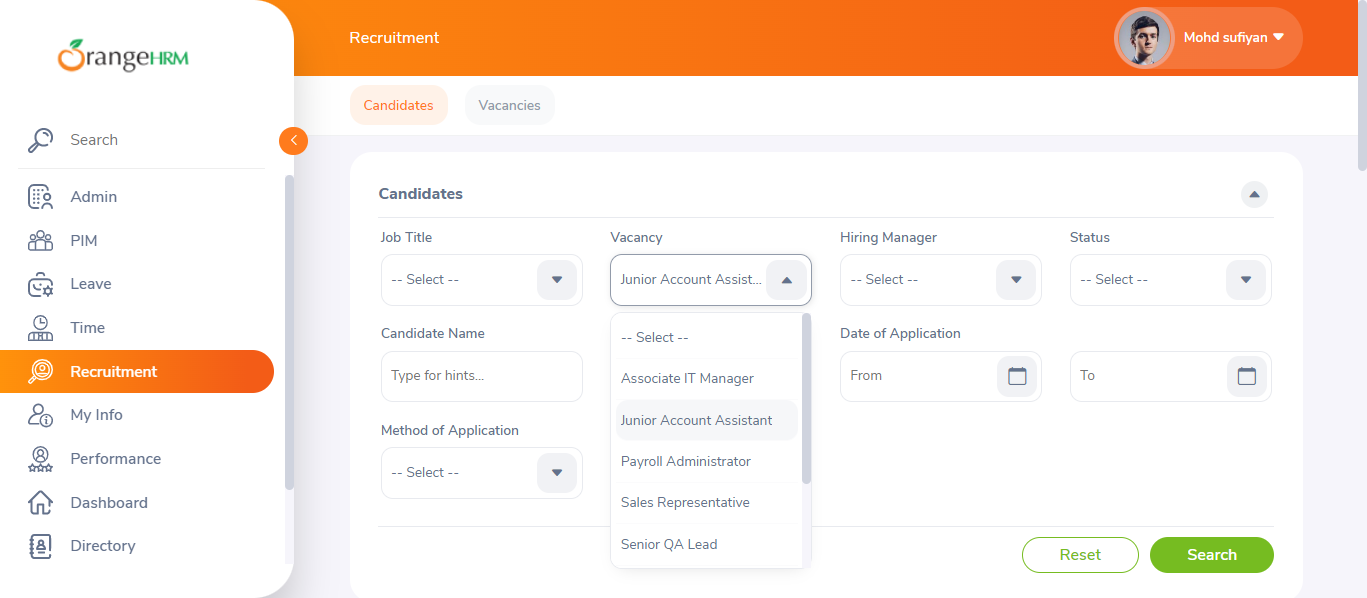 OrangeHRM
Search
Admin
PIM
Leave
Time
Recruitment
My Info
Performance
Dashboard
Directory
Recruitment
Mohd sufiyan
Candidates
Vacancies
Candidates
Job Title
Vacancy
Hiring Manager
Status
-- Select --
Junior Account Assist...
-- Select --
-- Select --
-- Select --
Associate IT Manager
Junior Account Assistant
Payroll Administrator
Sales Representative
Senior QA Lead
Candidate Name
Date of Application
Type for hints...
From
To
Method of Application
-- Select --
Reset
Search